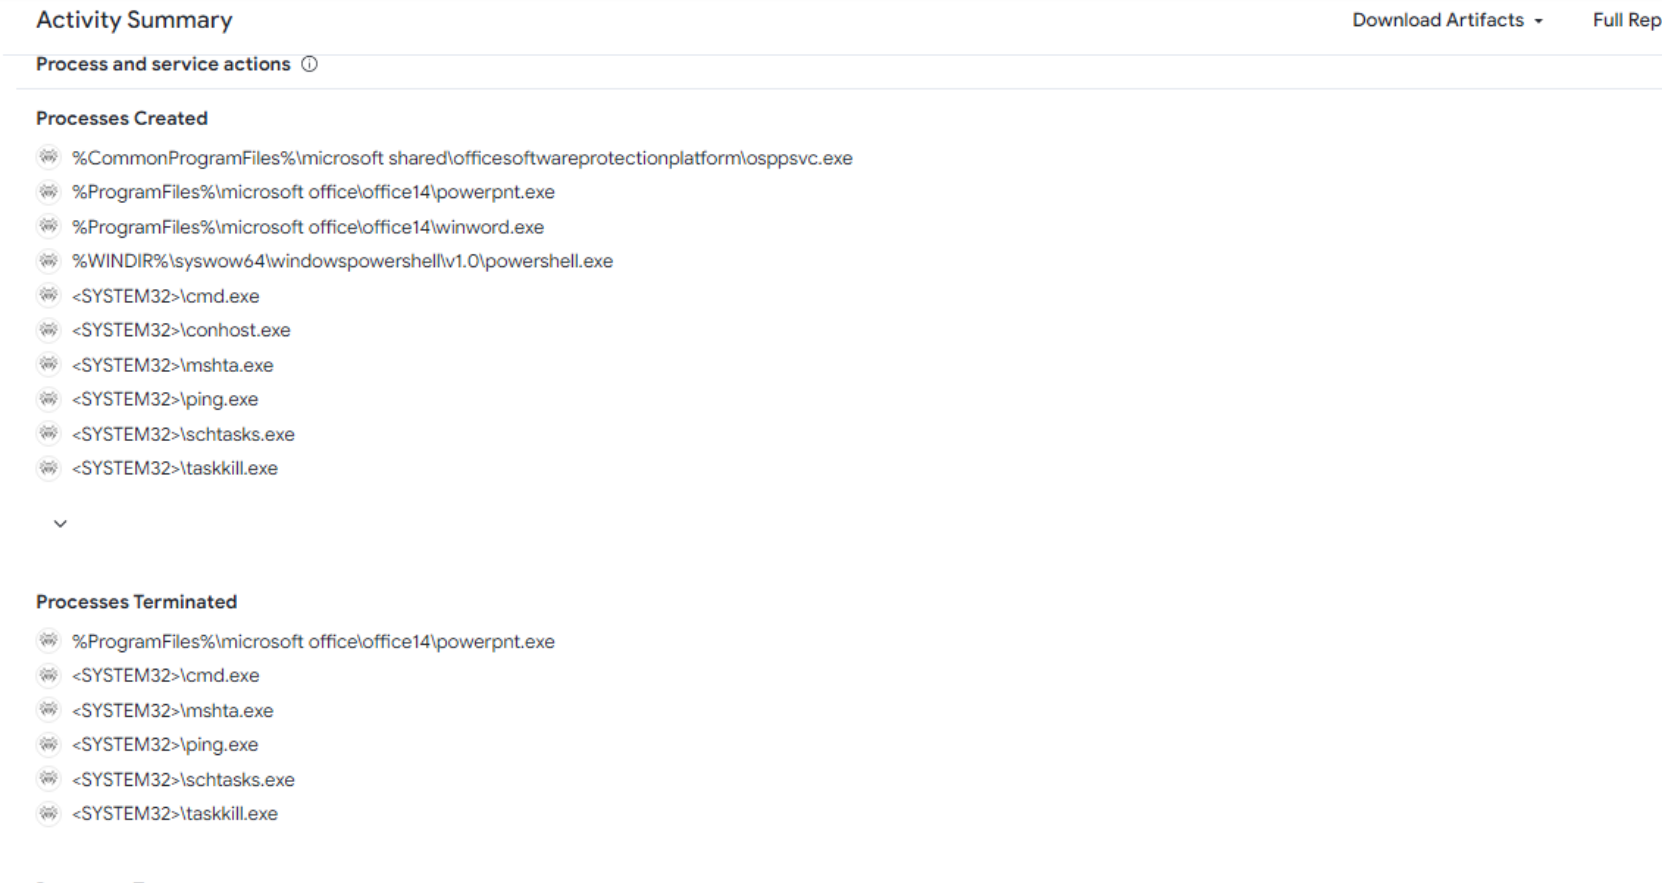 Activity Summary
Download Artifacts
Full Rep
Process and service actions
Processes Created
%CommonProgramFiles%\microsoft shared\officesoftwareprotectionplatform\osppsvc.exe
%ProgramFiles%\microsoft office\office14\powerpnt.exe
%ProgramFiles%\microsoft office\office14\winword.exe
%WINDIR%\syswow64\windowspowershell\v1.0\powershell.exe
<SYSTEM32>\cmd.exe
<SYSTEM32>\conhost.exe
<SYSTEM32>\mshta.exe
<SYSTEM32>\ping.exe
<SYSTEM32>\schtasks.exe
<SYSTEM32>\taskkill.exe
Processes Terminated
%ProgramFiles%\microsoft office\office14\powerpnt.exe
<SYSTEM32>\cmd.exe
<SYSTEM32>\mshta.exe
<SYSTEM32>\ping.exe
<SYSTEM32>\schtasks.exe
<SYSTEM32>\taskkill.exe